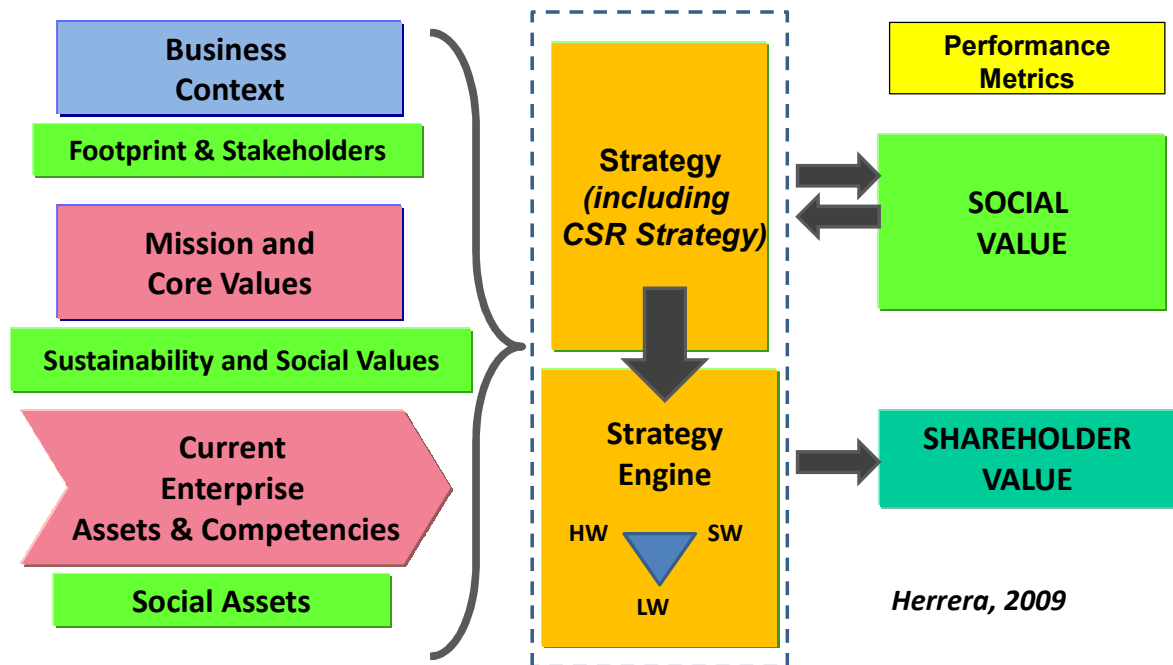 Business
Context
Footprint & Stakeholders
Mission and
Core Values
Sustainability and Social Values
Current
Enterprise
Assets & Competencies
Social Assets
Strategy
(including
CSR Strategy)
Strategy
Engine
HW SW
LW
Performance
Metrics
SOCIAL
VALUE
SHAREHOLDER
VALUE
Herrera, 2009